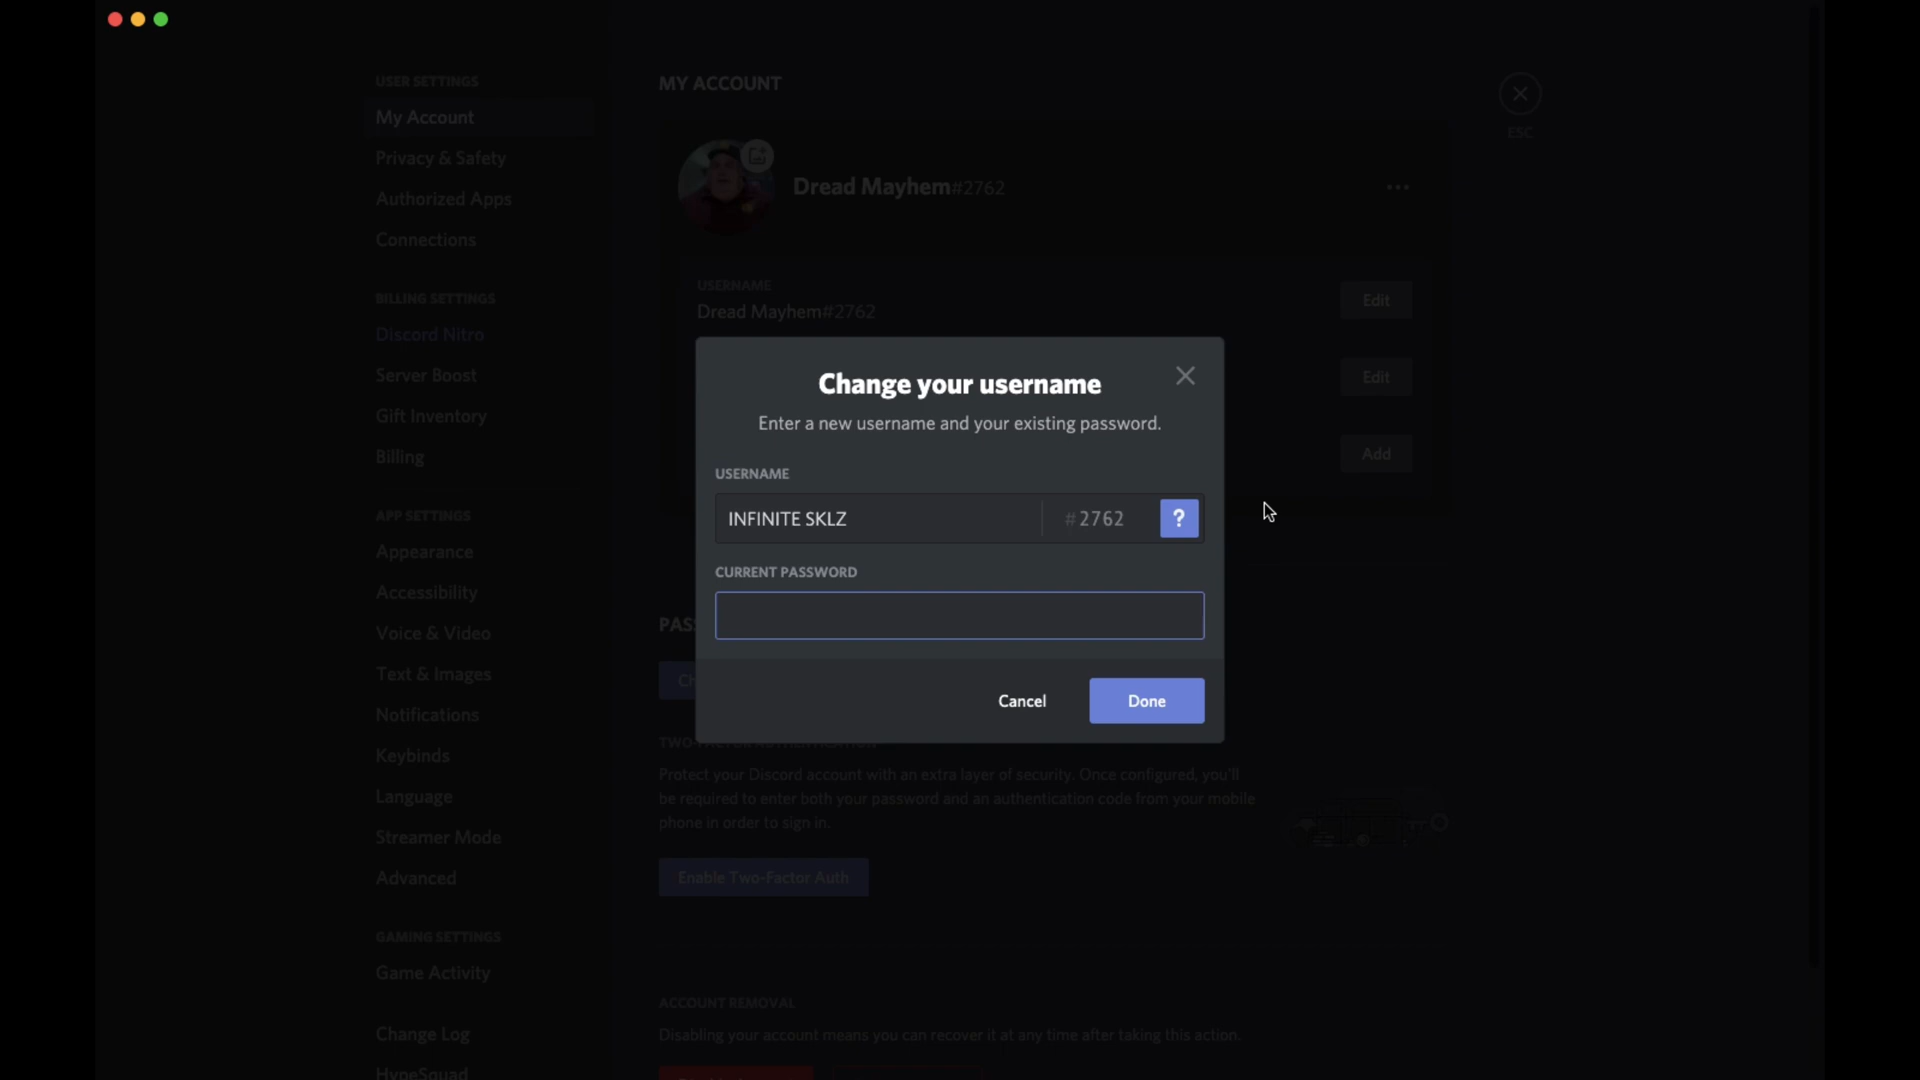 USER SETTINGS
My Account
Privacy & Safety
Authorized Apps
Connections
BILLING SETTINGS
Discord Nitro
Server Boost
Gift Inventory
Billing
APP SETTINGS
Appearance
Accessibility
Voice & Video
Text & Images
Notifications
Keybinds
Language
Streamer Mode
Advanced
GAMING SETTINGS
Game Activity
Change Log
HypeSquad
MY ACCOUNT
ESC
Dread Mayhem#2762
USERNAME
Dread Mayhem#2762
Edit
Edit
Add
Change your username
Enter a new username and your existing password.
USERNAME
INFINITE SKLZ #2762 ?
CURRENT PASSWORD
Cancel
Done
PAS
Ch
TWO-FACTOR AUTHENTICATION
Protect your Discord account with an extra layer of security. Once configured, you'll
be required to enter both your password and an authentication code from your mobile
phone in order to sign in.
Enable Two-Factor Auth
ACCOUNT REMOVAL
Disabling your account means you can recover it at any time after taking this action.